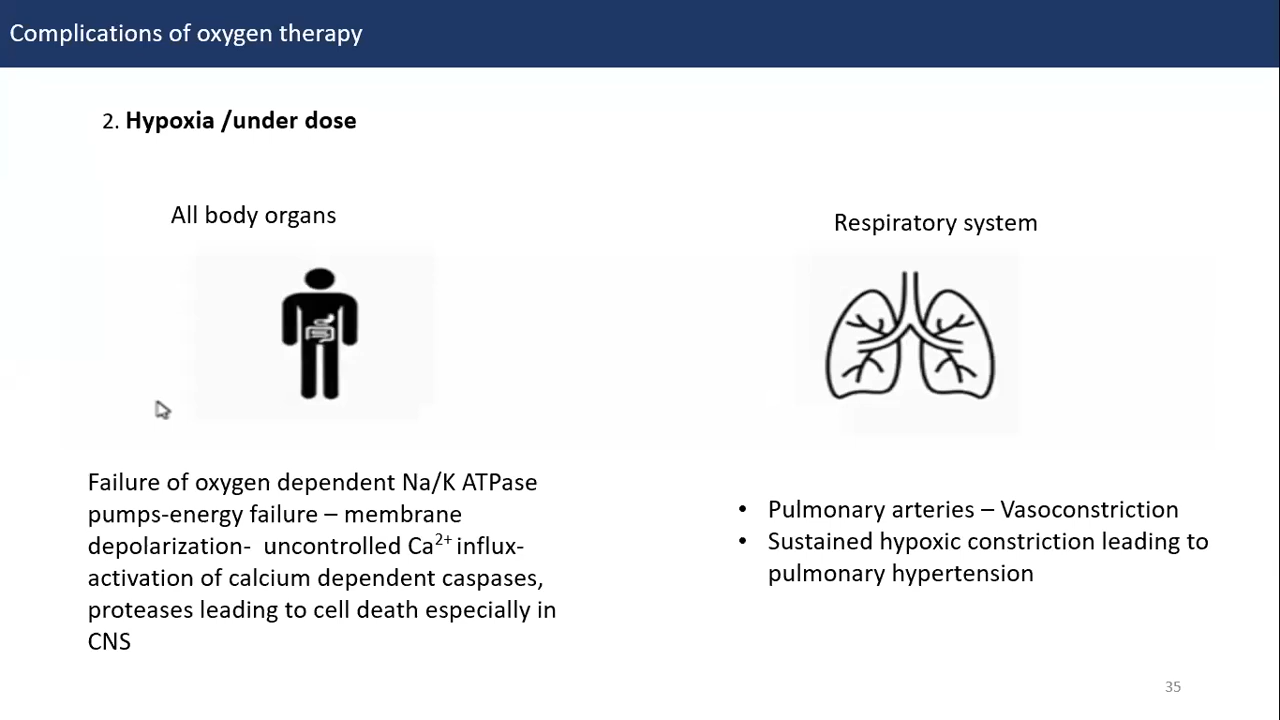 Complications of oxygen therapy
2. Hypoxia /under dose
All body organs
Respiratory system
Failure of oxygen dependent Na/K ATPase
pumps-energy failure – membrane
depolarization-  uncontrolled Ca²⁺ influx-
activation of calcium dependent caspases,
proteases leading to cell death especially in
CNS
• Pulmonary arteries – Vasoconstriction
• Sustained hypoxic constriction leading to
pulmonary hypertension
35